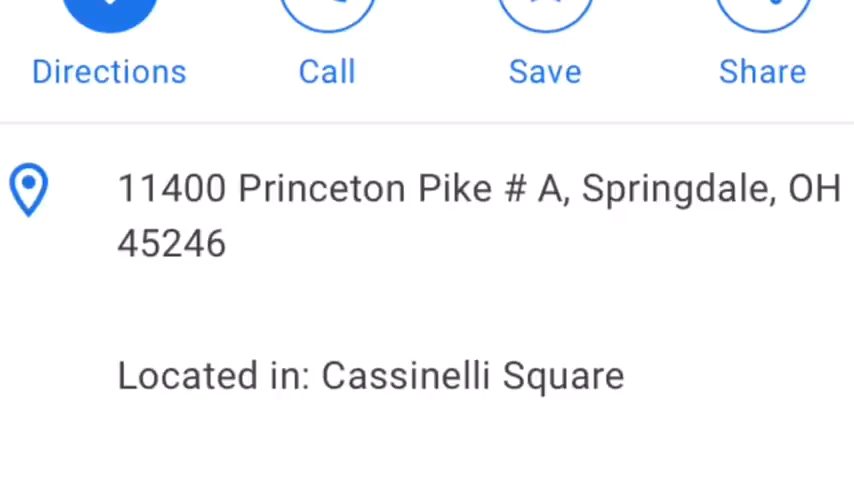 Directions Call Save Share
11400 Princeton Pike # A, Springdale, OH
45246
Located in: Cassinelli Square